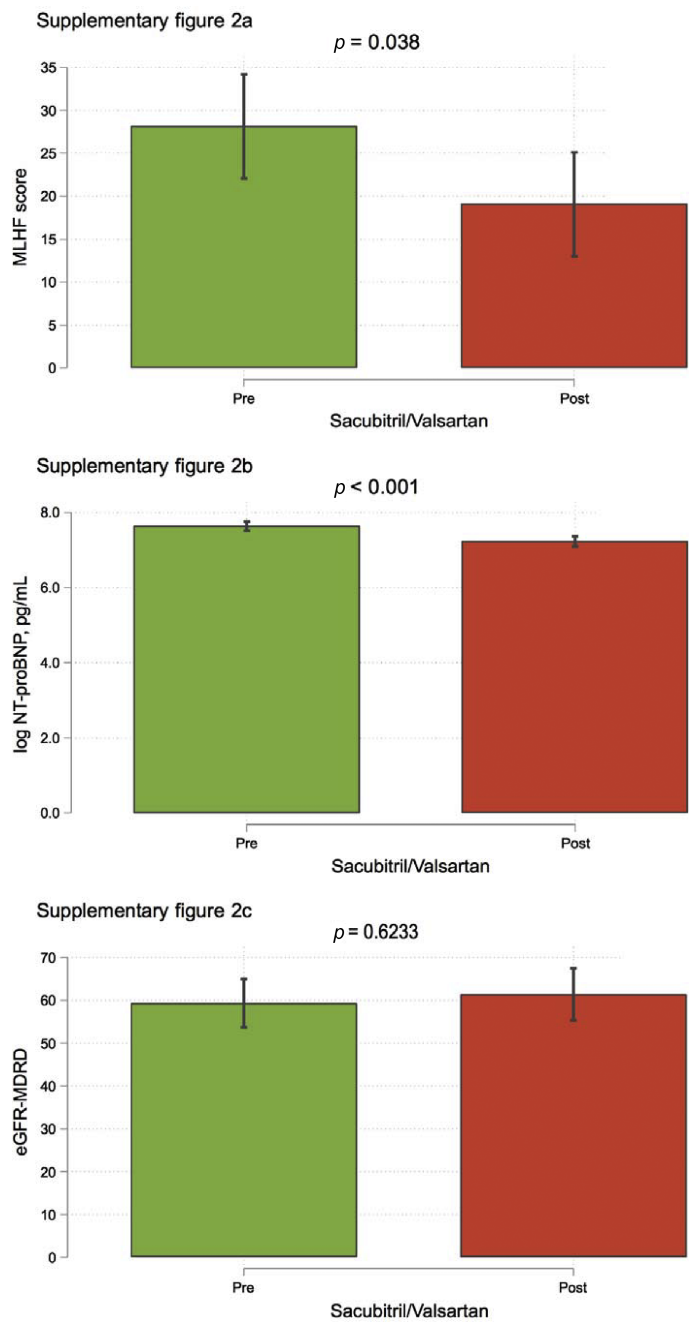 Supplementary figure 2a
p = 0.038
35
30
25
20
15
10
5
0
MLHF score
Pre
Post
Sacubitril/Valsartan
Supplementary figure 2b
p < 0.001
8.0
6.0
4.0
2.0
0.0
log NT-proBNP, pg/mL
Pre
Post
Sacubitril/Valsartan
Supplementary figure 2c
p = 0.6233
70
60
50
40
30
20
10
0
eGFR-MDRD
Pre
Post
Sacubitril/Valsartan